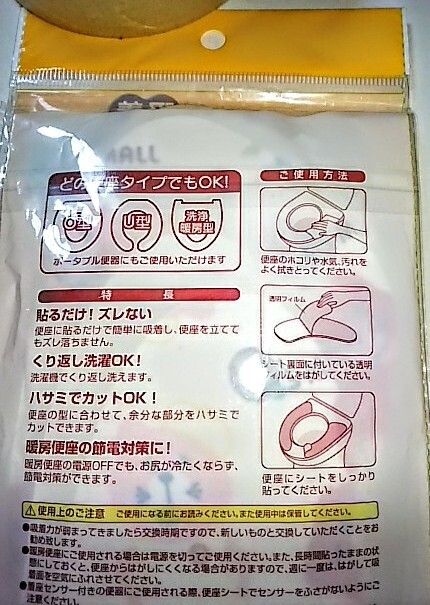 MALL
どの便座タイプでもOK!
O型
U型
洗浄
暖房型
ポータブル便器にもご使用いただけます
特長
貼るだけ!ズレない
便座に貼るだけで簡単に吸着し、便座を立てて
もズレ落ちません。
くり返し洗濯OK!
洗濯機でくり返し洗えます。
ハサミでカットOK!
便座の型に合わせて、余分な部分をハサミで
カットできます。
暖房便座の節電対策に!
暖房便座の電源OFFでも、お尻が冷たくならず、
節電対策ができます。
ご使用方法
便座のホコリや水気、汚れを
よく拭きとってください。
透明フィルム
シート裏面に付いている透明
フィルムをはがしてください。
便座にシートをしっかり
貼ってください。
⚠使用上のご注意 ご使用になる前にお読みください。また使用中は保管してください。
●吸着力が弱まってきましたら交換時期ですので、新しいものと交換していただくことをお
勧め致します。
●暖房便座にご使用される場合は電源を切ってご使用ください。また、長時間貼ったままの状
態にしておくと、便座からはがしにくくなる場合がありますので、週に一度は、はがして吸
着面を空気にふれさせてください。
●着座センサー付きの便器にご使用される際、便座シートでセンサーをふさがないようにご
注意ください。